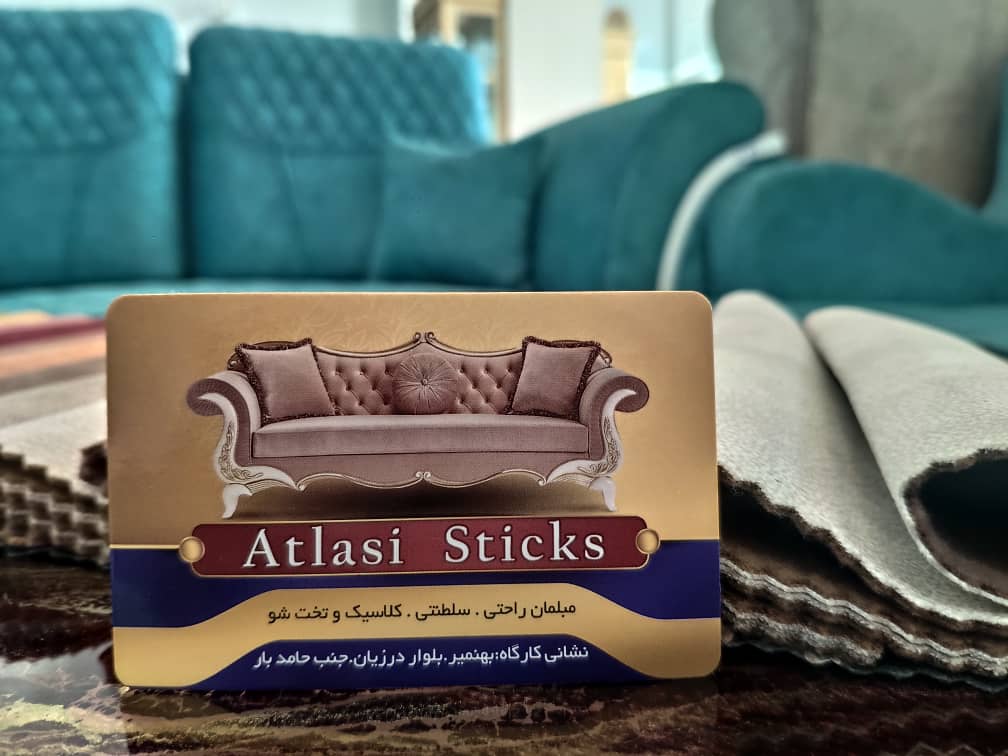 Atlasi Sticks
مبلمان راحتی . سلطنتی . کلاسیک و تخت شو
نشانی کارگاه:بهنمیر.بلوار درزیان.جنب حامد بار